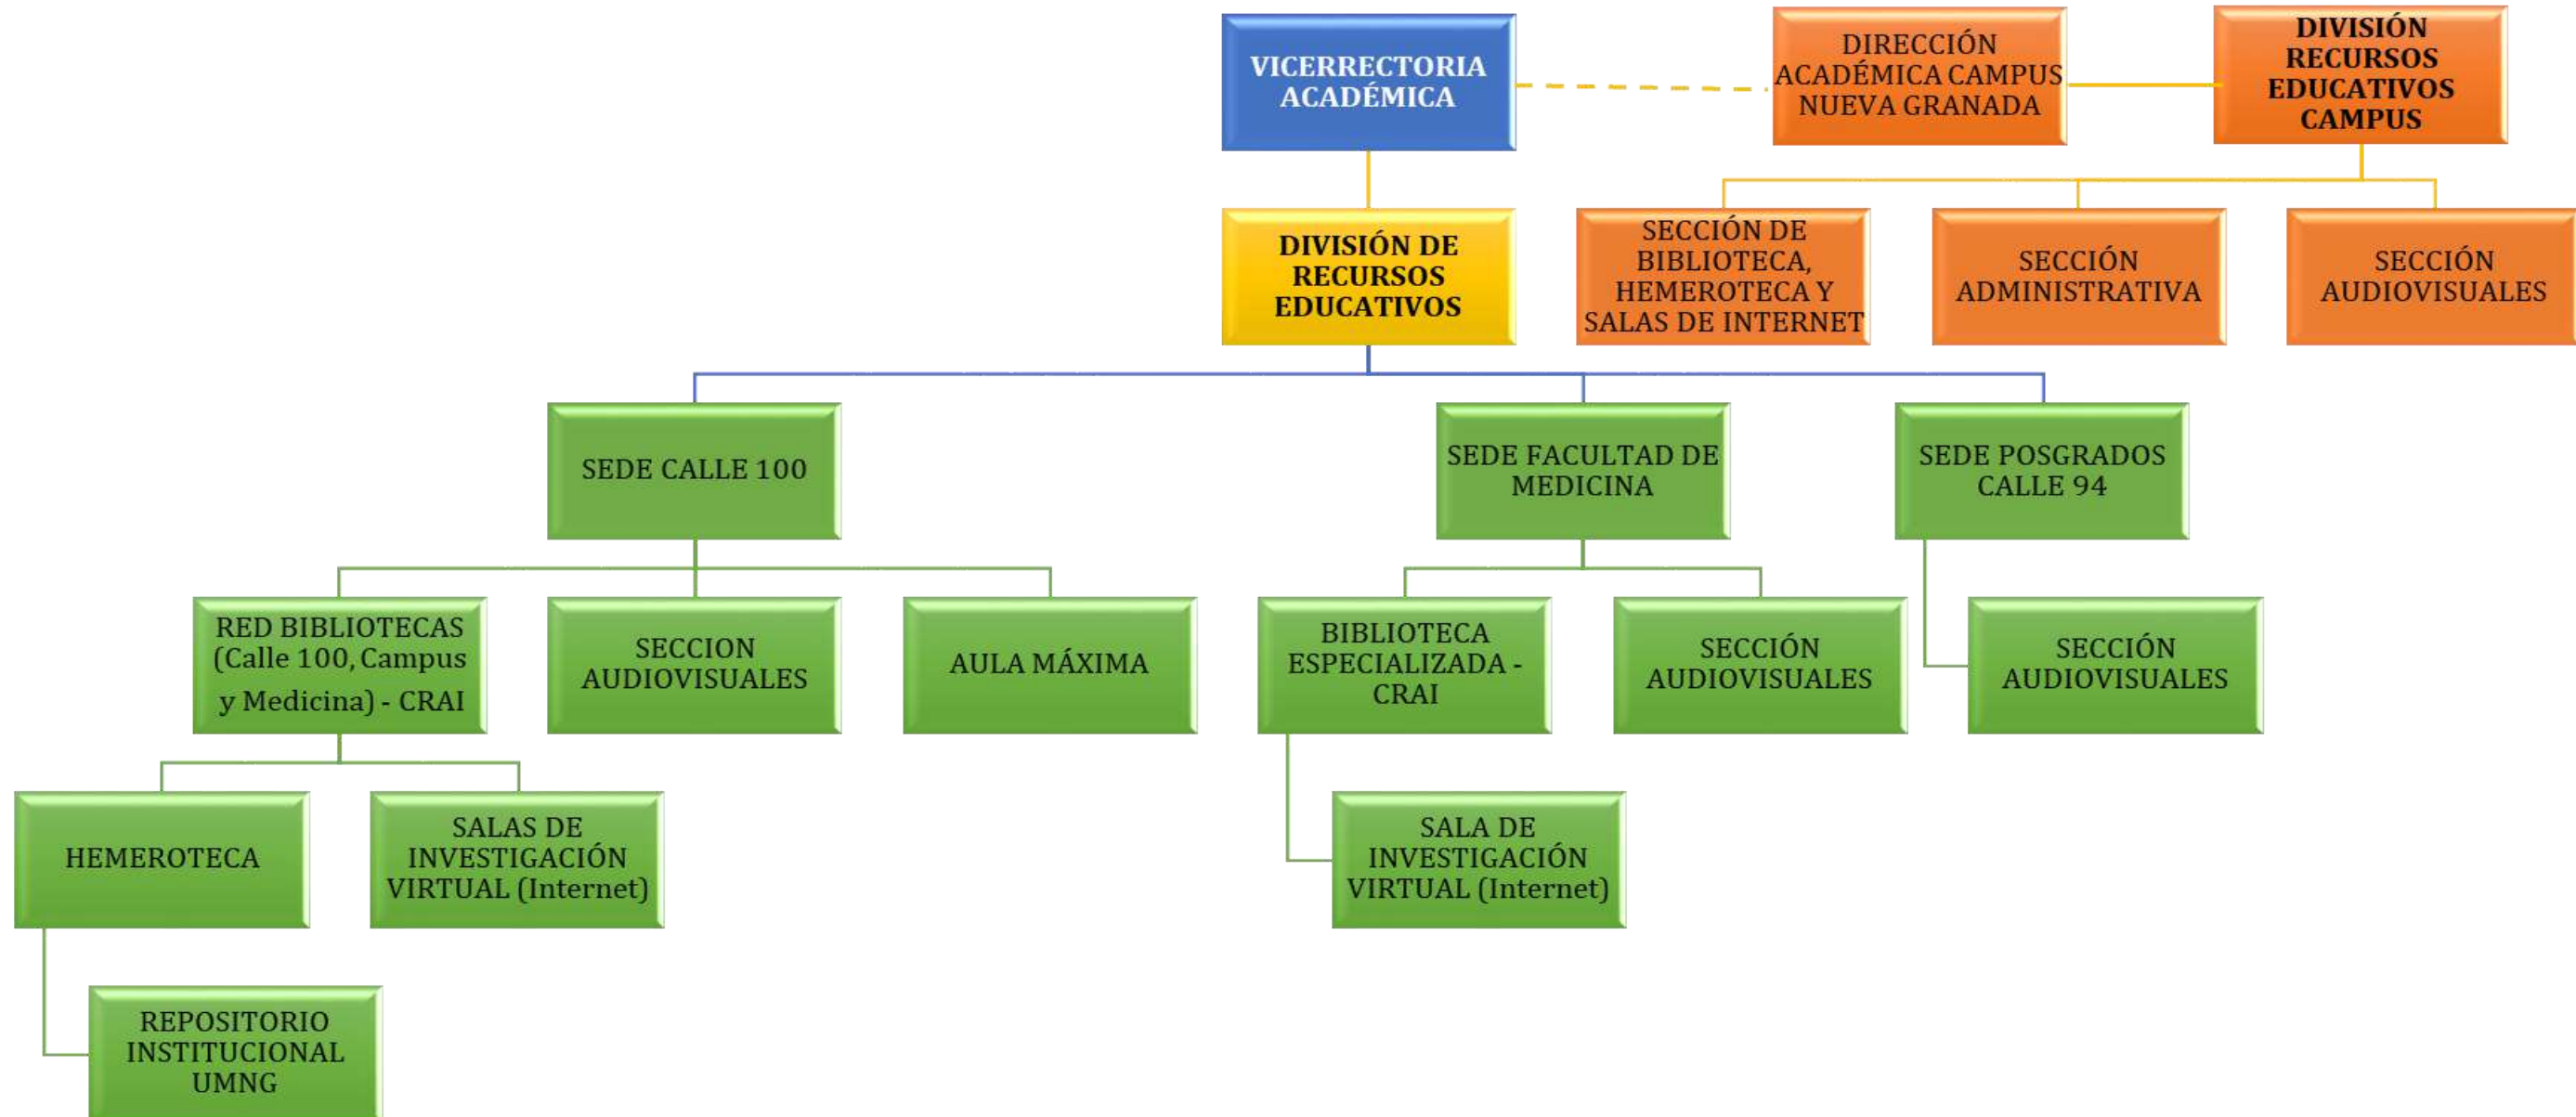 VICERRECTORIA
ACADÉMICA
DIRECCIÓN
ACADÉMICA CAMPUS
NUEVA GRANADA
DIVISIÓN
RECURSOS
EDUCATIVOS
CAMPUS
DIVISIÓN DE
RECURSOS
EDUCATIVOS
SECCIÓN DE
BIBLIOTECA,
HEMEROTECA Y
SALAS DE INTERNET
SECCIÓN
ADMINISTRATIVA
SECCIÓN
AUDIOVISUALES
SEDE CALLE 100
SEDE FACULTAD DE
MEDICINA
SEDE POSGRADOS
CALLE 94
RED BIBLIOTECAS
(Calle 100, Campus
y Medicina) - CRAI
SECCION
AUDIOVISUALES
AULA MÁXIMA
BIBLIOTECA
ESPECIALIZADA -
CRAI
SECCIÓN
AUDIOVISUALES
SECCIÓN
AUDIOVISUALES
HEMEROTECA
SALAS DE
INVESTIGACIÓN
VIRTUAL (Internet)
SALA DE
INVESTIGACIÓN
VIRTUAL (Internet)
REPOSITORIO
INSTITUCIONAL
UMNG